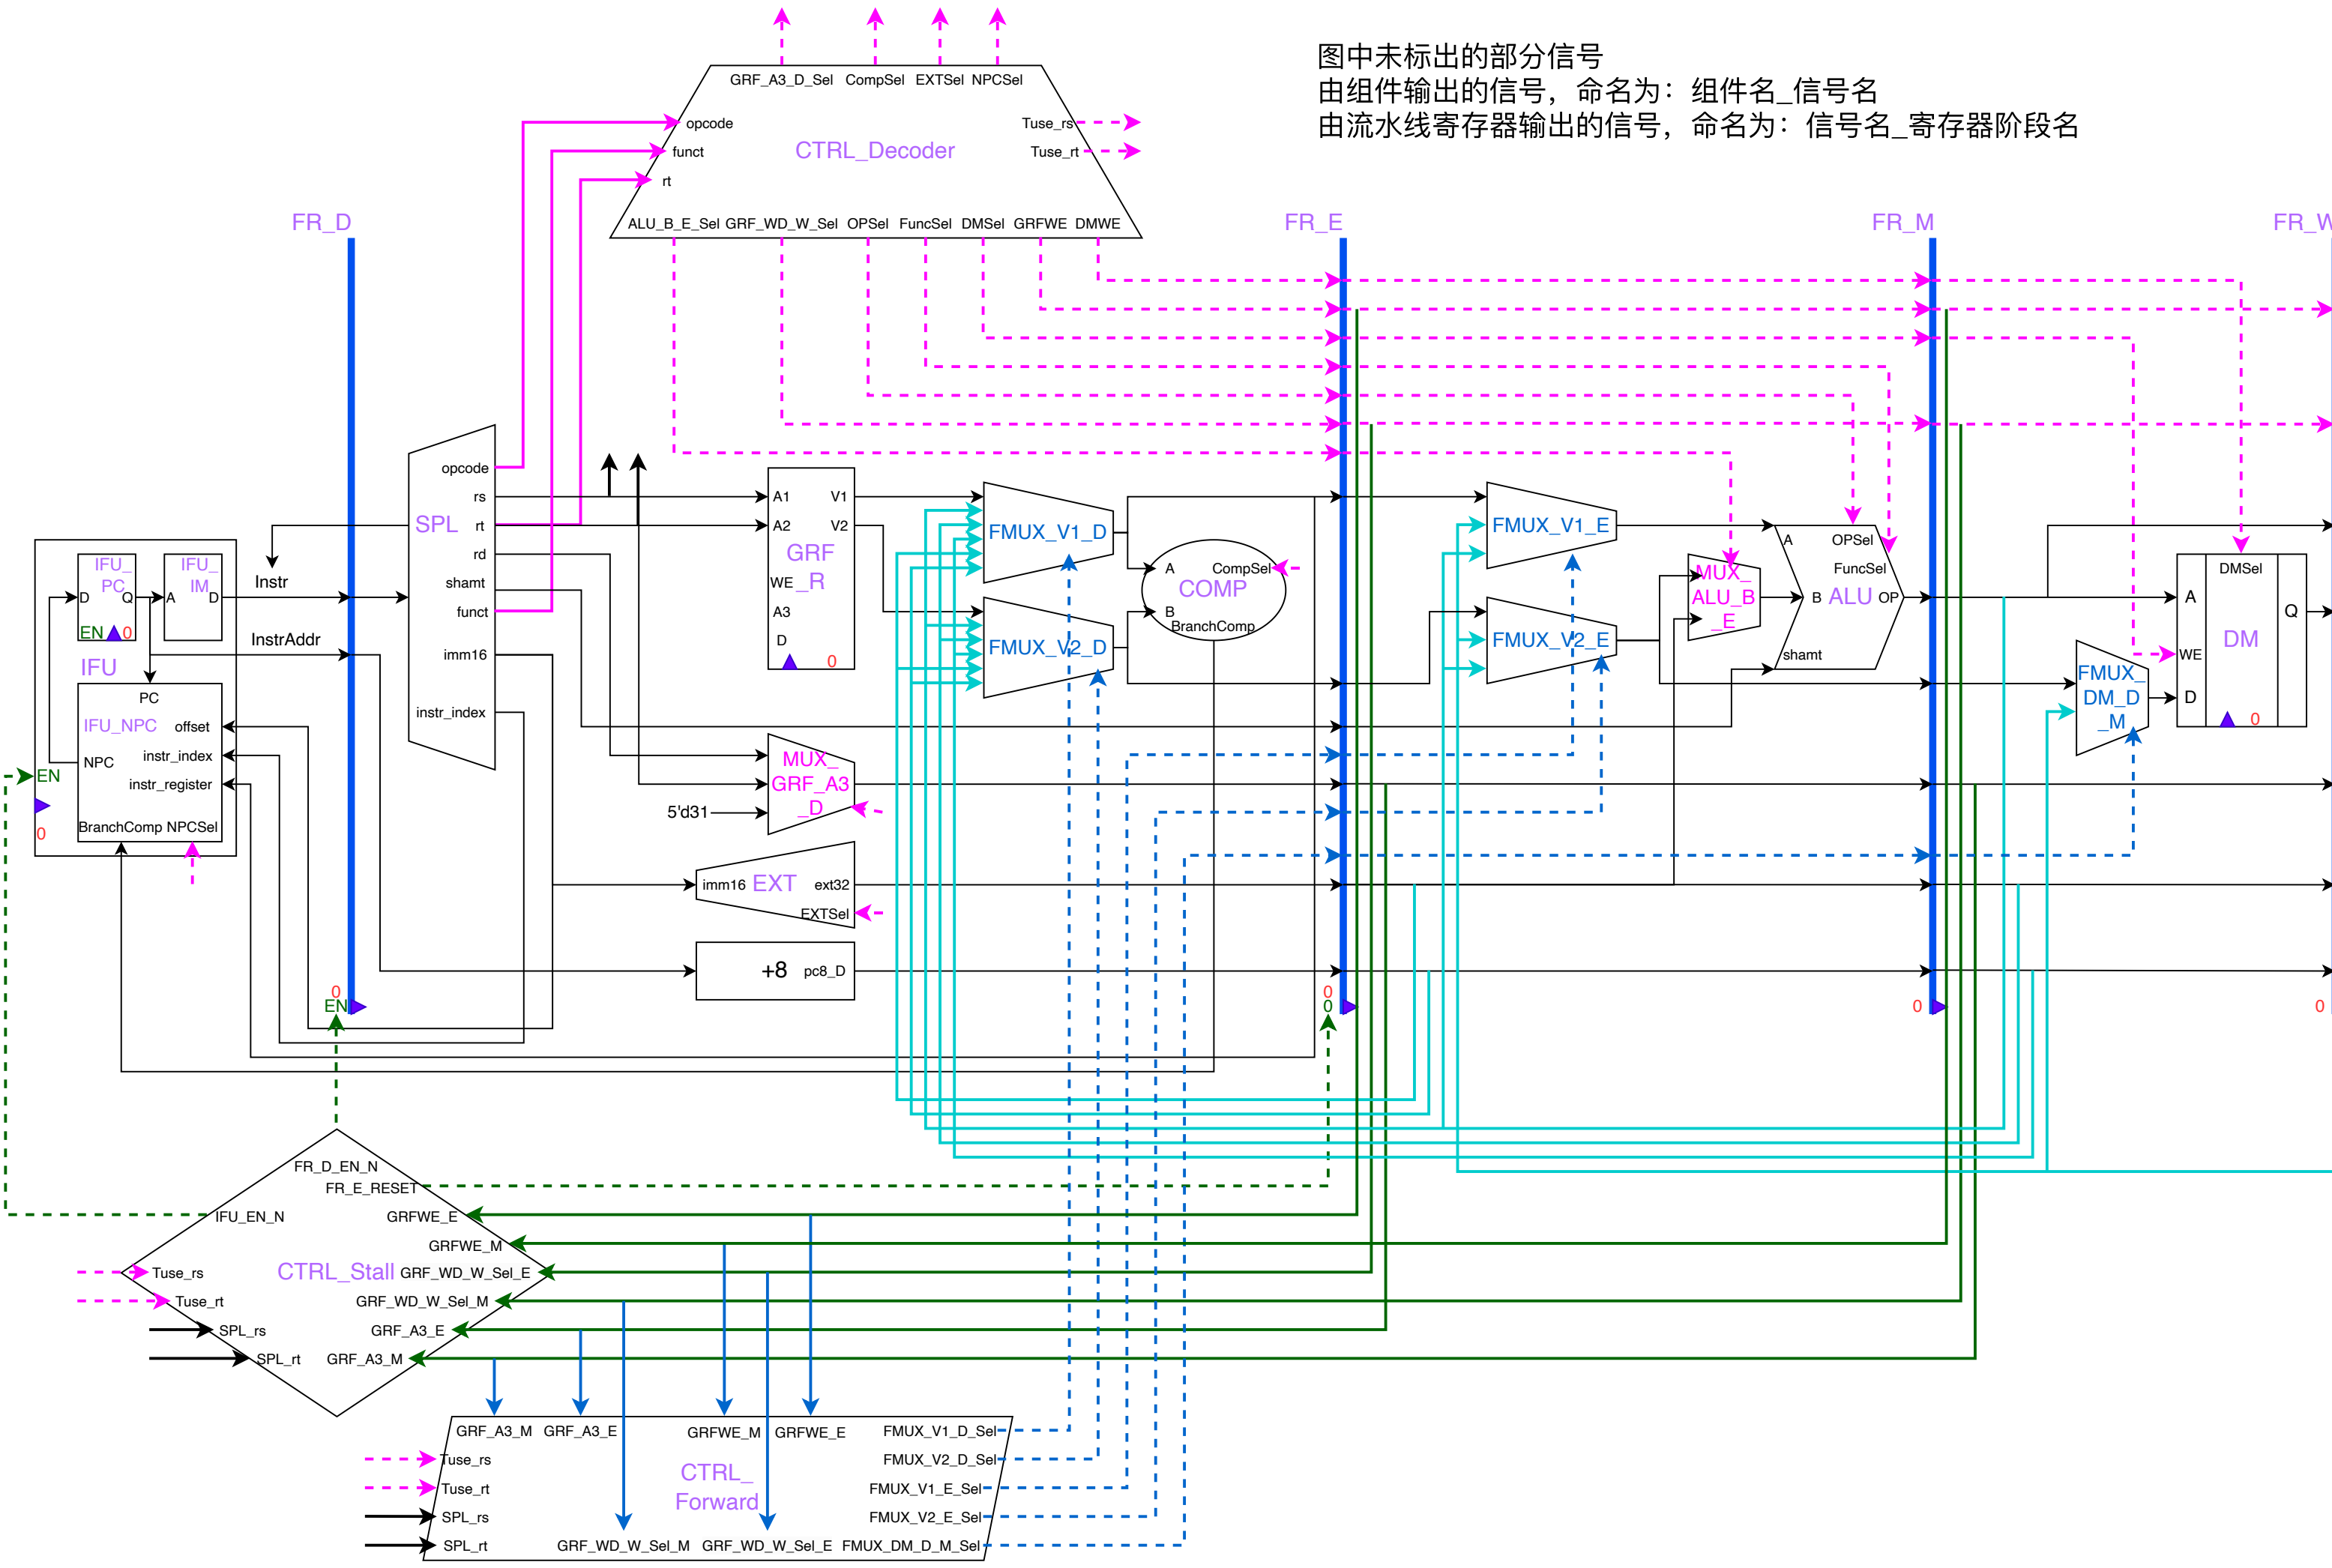 图中未标出的部分信号
由组件输出的信号，命名为：组件名_信号名
由流水线寄存器输出的信号，命名为：信号名_寄存器阶段名
GRF_A3_D_Sel CompSel EXTSel NPCSel
opcode
funct
rt
CTRL_Decoder
Tuse_rs
Tuse_rt
ALU_B_E_Sel GRF_WD_W_Sel OPSel FuncSel DMSel GRFWE DMWE
FR_D
FR_E
FR_M
FR_W
IFU_
PC
D
Q
EN
0
IFU_
IM
A
D
IFU
PC
IFU_NPC
offset
instr_index
instr_register
NPC
BranchComp NPCSel
EN
0
Instr
InstrAddr
0
EN
SPL
opcode
rs
rt
rd
shamt
funct
imm16
instr_index
A1
V1
A2
V2
GRF
_R
WE
A3
D
0
MUX_
GRF_A3
_D
5'd31
imm16
EXT
ext32
EXTSel
+8
pc8_D
FMUX_V1_D
FMUX_V2_D
A
CompSel
COMP
B
BranchComp
0
0
FMUX_V1_E
FMUX_V2_E
MUX_
ALU_B
_E
A
OPSel
FuncSel
B
ALU
OP
shamt
0
FMUX_
DM_D
_M
DMSel
A
Q
DM
WE
D
0
0
FR_D_EN_N
FR_E_RESET
IFU_EN_N
GRFWE_E
GRFWE_M
CTRL_Stall
GRF_WD_W_Sel_E
GRF_WD_W_Sel_M
GRF_A3_E
GRF_A3_M
Tuse_rs
Tuse_rt
SPL_rs
SPL_rt
GRF_A3_M
GRF_A3_E
GRFWE_M
GRFWE_E
FMUX_V1_D_Sel
FMUX_V2_D_Sel
FMUX_V1_E_Sel
FMUX_V2_E_Sel
FMUX_DM_D_M_Sel
CTRL_
Forward
Tuse_rs
Tuse_rt
SPL_rs
SPL_rt
GRF_WD_W_Sel_M
GRF_WD_W_Sel_E